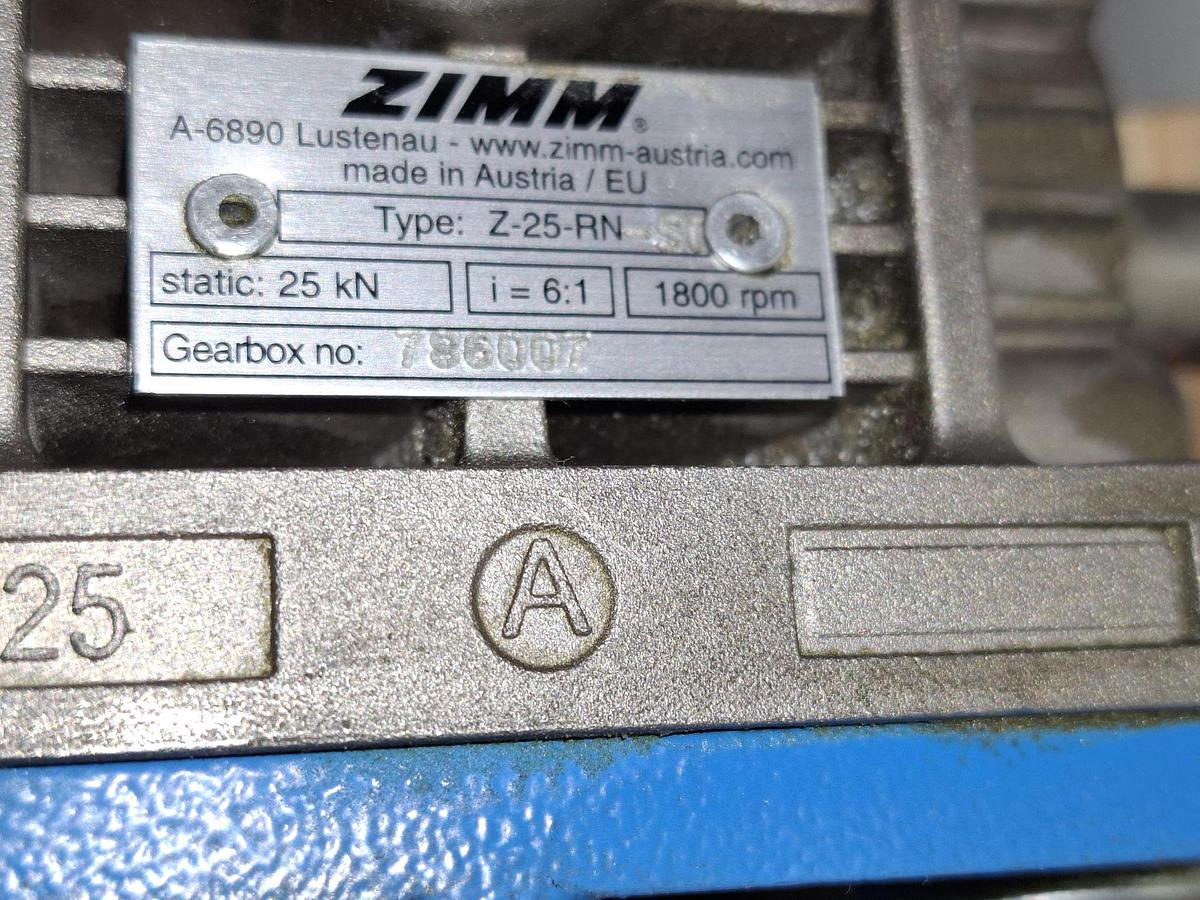 ZIMM®
A-6890 Lustenau - www.zimm-austria.com
made in Austria / EU
Type: Z-25-RN
static: 25 kN
i = 6:1
1800 rpm
Gearbox no: 786007
25
A